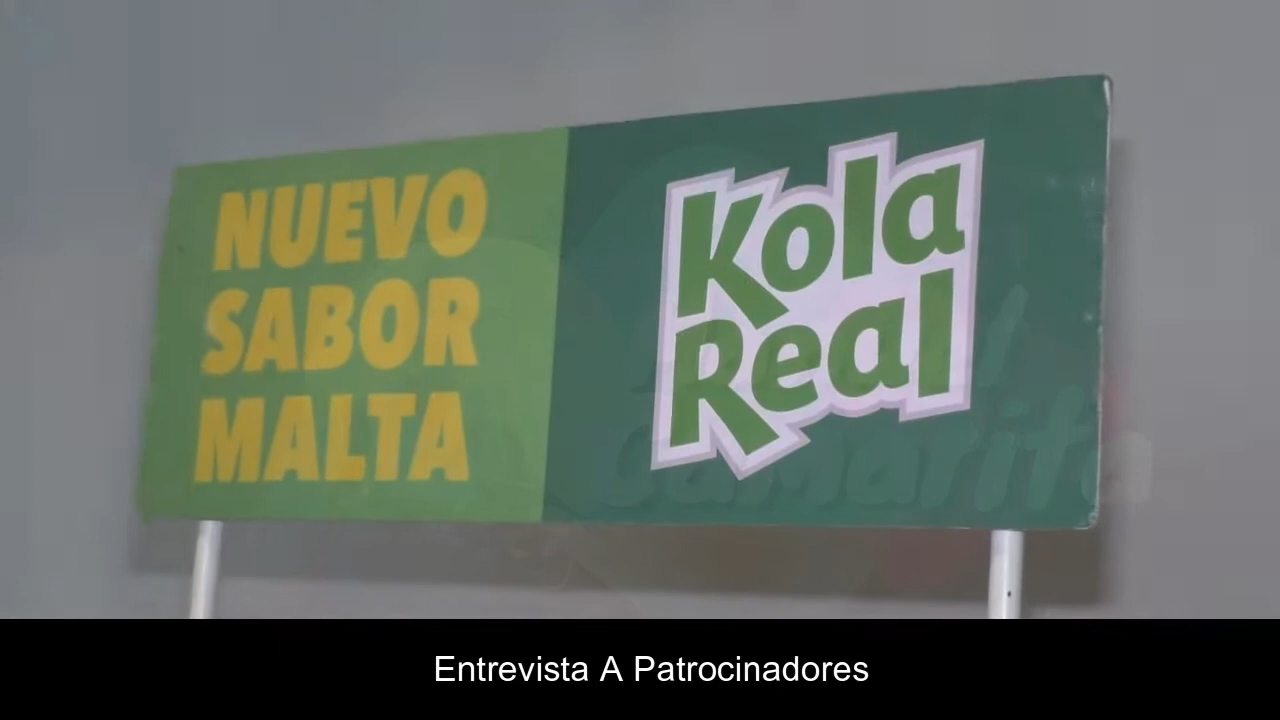 NUEVO
SABOR
MALTA
Kola
Real
Entrevista A Patrocinadores